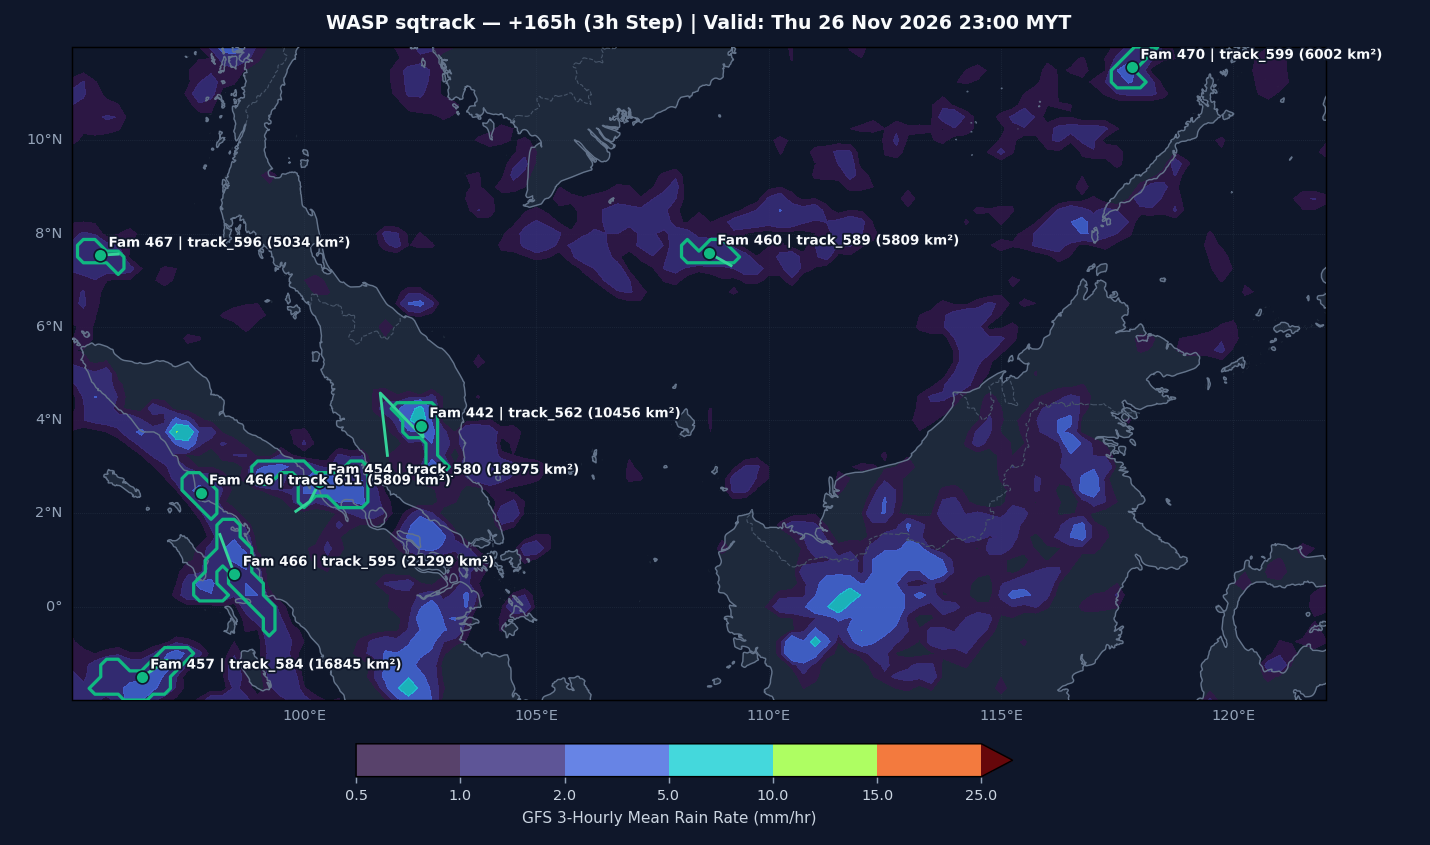 WASP sqtrack — +165h (3h Step) | Valid: Thu 26 Nov 2026 23:00 MYT
Fam 470 | track_599 (6002 km²)
10°N
8°N
Fam 467 | track_596 (5034 km²)
Fam 460 | track_589 (5809 km²)
6°N
4°N
Fam 442 | track_562 (10456 km²)
Fam 454 | track_580 (18975 km²)
Fam 466 | track_611 (5809 km²)
2°N
Fam 466 | track_595 (21299 km²)
0°
Fam 457 | track_584 (16845 km²)
100°E 105°E 110°E 115°E 120°E
0.5 1.0 2.0 5.0 10.0 15.0 25.0
GFS 3-Hourly Mean Rain Rate (mm/hr)